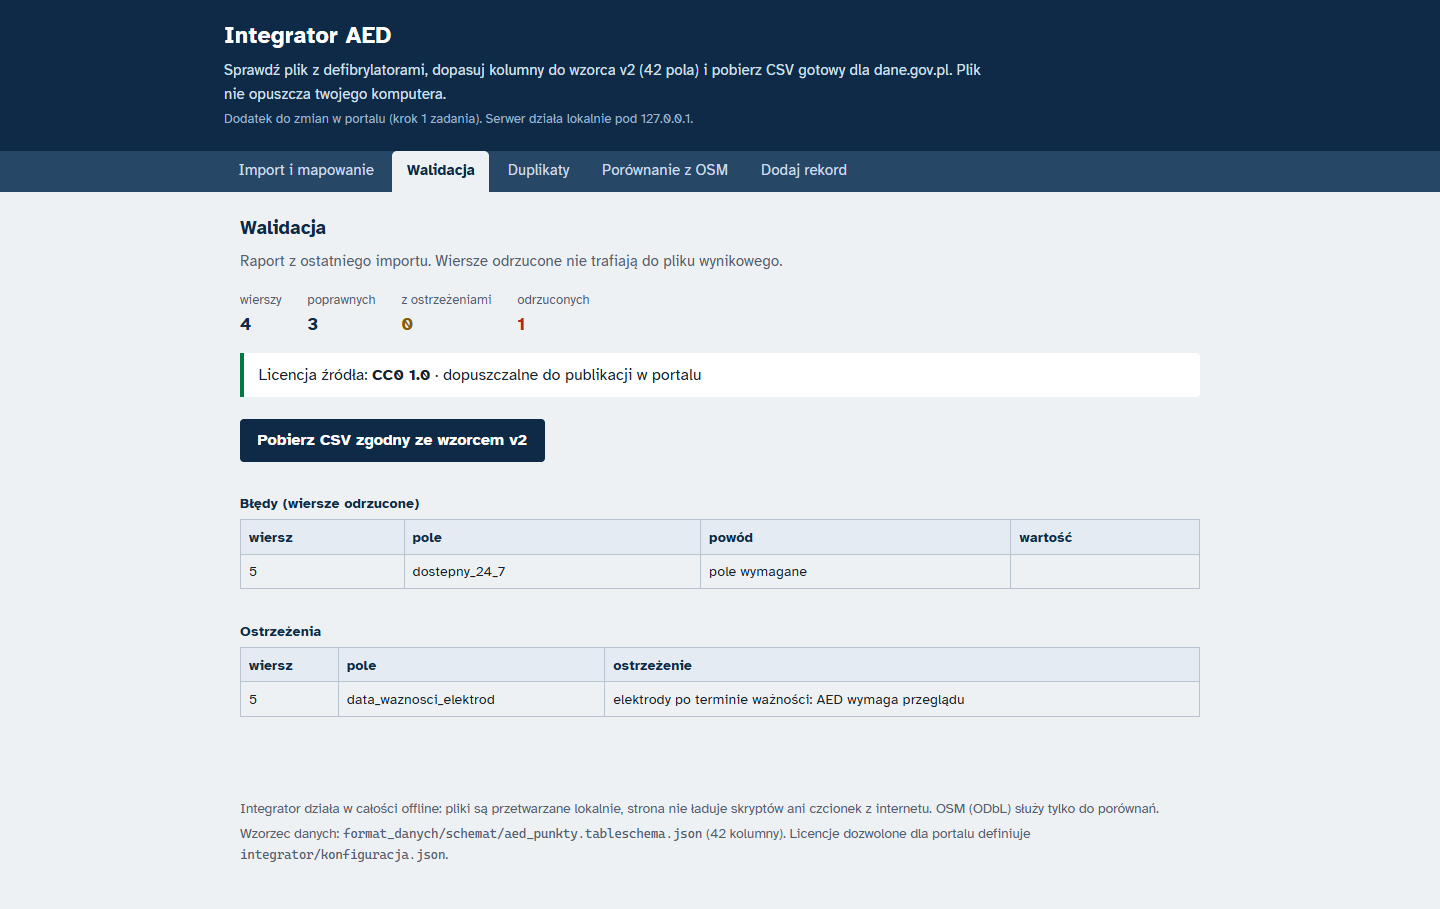 Integrator AED
Sprawdź plik z defibrylatorami, dopasuj kolumny do wzorca v2 (42 pola) i pobierz CSV gotowy dla dane.gov.pl. Plik
nie opuszcza twojego komputera.
Dodatek do zmian w portalu (krok 1 zadania). Serwer działa lokalnie pod 127.0.0.1.
Import i mapowanie Walidacja Duplikaty Porównanie z OSM Dodaj rekord
Walidacja
Raport z ostatniego importu. Wiersze odrzucone nie trafiają do pliku wynikowego.
wierszy poprawnych z ostrzeżeniami odrzuconych
4 3 0 1
Licencja źródła: CC0 1.0 · dopuszczalne do publikacji w portalu
Pobierz CSV zgodny ze wzorcem v2
Błędy (wiersze odrzucone)
wiersz pole powód wartość
5 dostepny_24_7 pole wymagane
Ostrzeżenia
wiersz pole ostrzeżenie
5 data_waznosci_elektrod elektrody po terminie ważności: AED wymaga przeglądu
Integrator działa w całości offline: pliki są przetwarzane lokalnie, strona nie ładuje skryptów ani czcionek z internetu. OSM (ODbL) służy tylko do porównań.
Wzorzec danych: format_danych/schemat/aed_punkty.tableschema.json (42 kolumny). Licencje dozwolone dla portalu definiuje
integrator/konfiguracja.json.